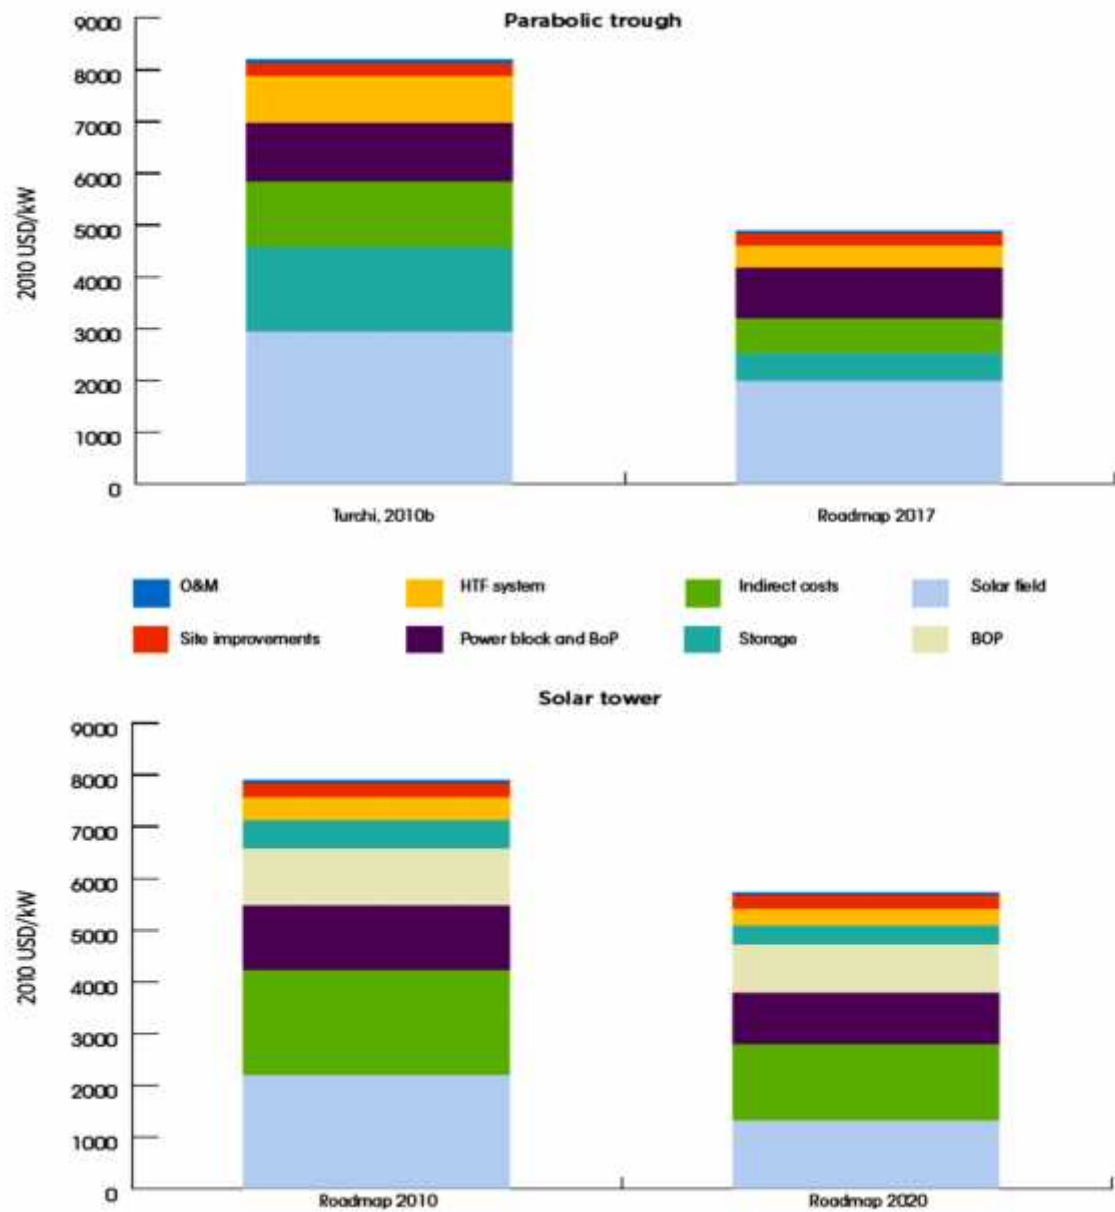 Parabolic trough
9000
8000
7000
6000
5000
4000
3000
2000
1000
0
2010 USD/kW
Turchi, 2010b Roadmap 2017
O&M HTF system Indirect costs Solar field
Site improvements Power block and BoP Storage BOP
Solar tower
9000
8000
7000
6000
5000
4000
3000
2000
1000
0
2010 USD/kW
Roadmap 2010 Roadmap 2020